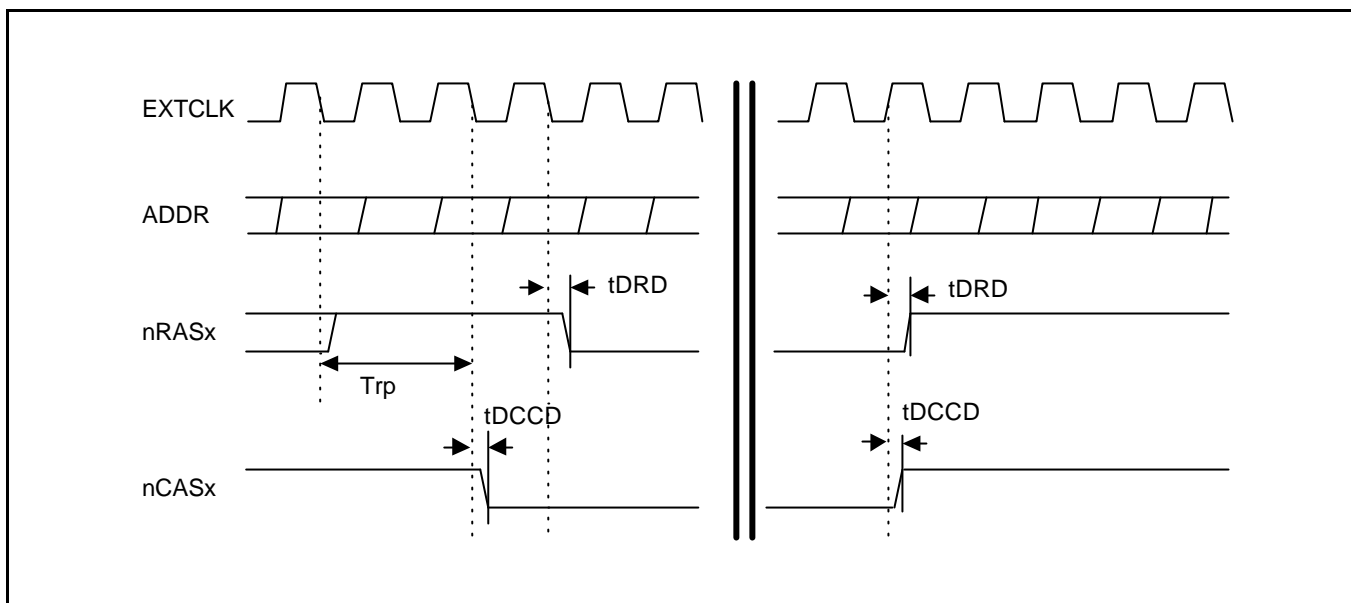 EXTCLK
ADDR
tDRD
tDRD
nRASx
Trp
tDCCD
tDCCD
nCASx